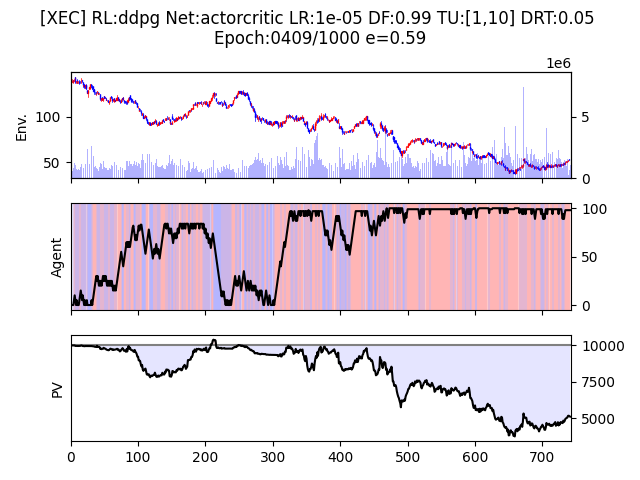 [XEC] RL:ddpg Net:actorcritic LR:1e-05 DF:0.99 TU:[1,10] DRT:0.05
Epoch:0409/1000 e=0.59
1e6
Env.
100
50
5
0
Agent
100
50
0
PV
10000
7500
5000
0 100 200 300 400 500 600 700